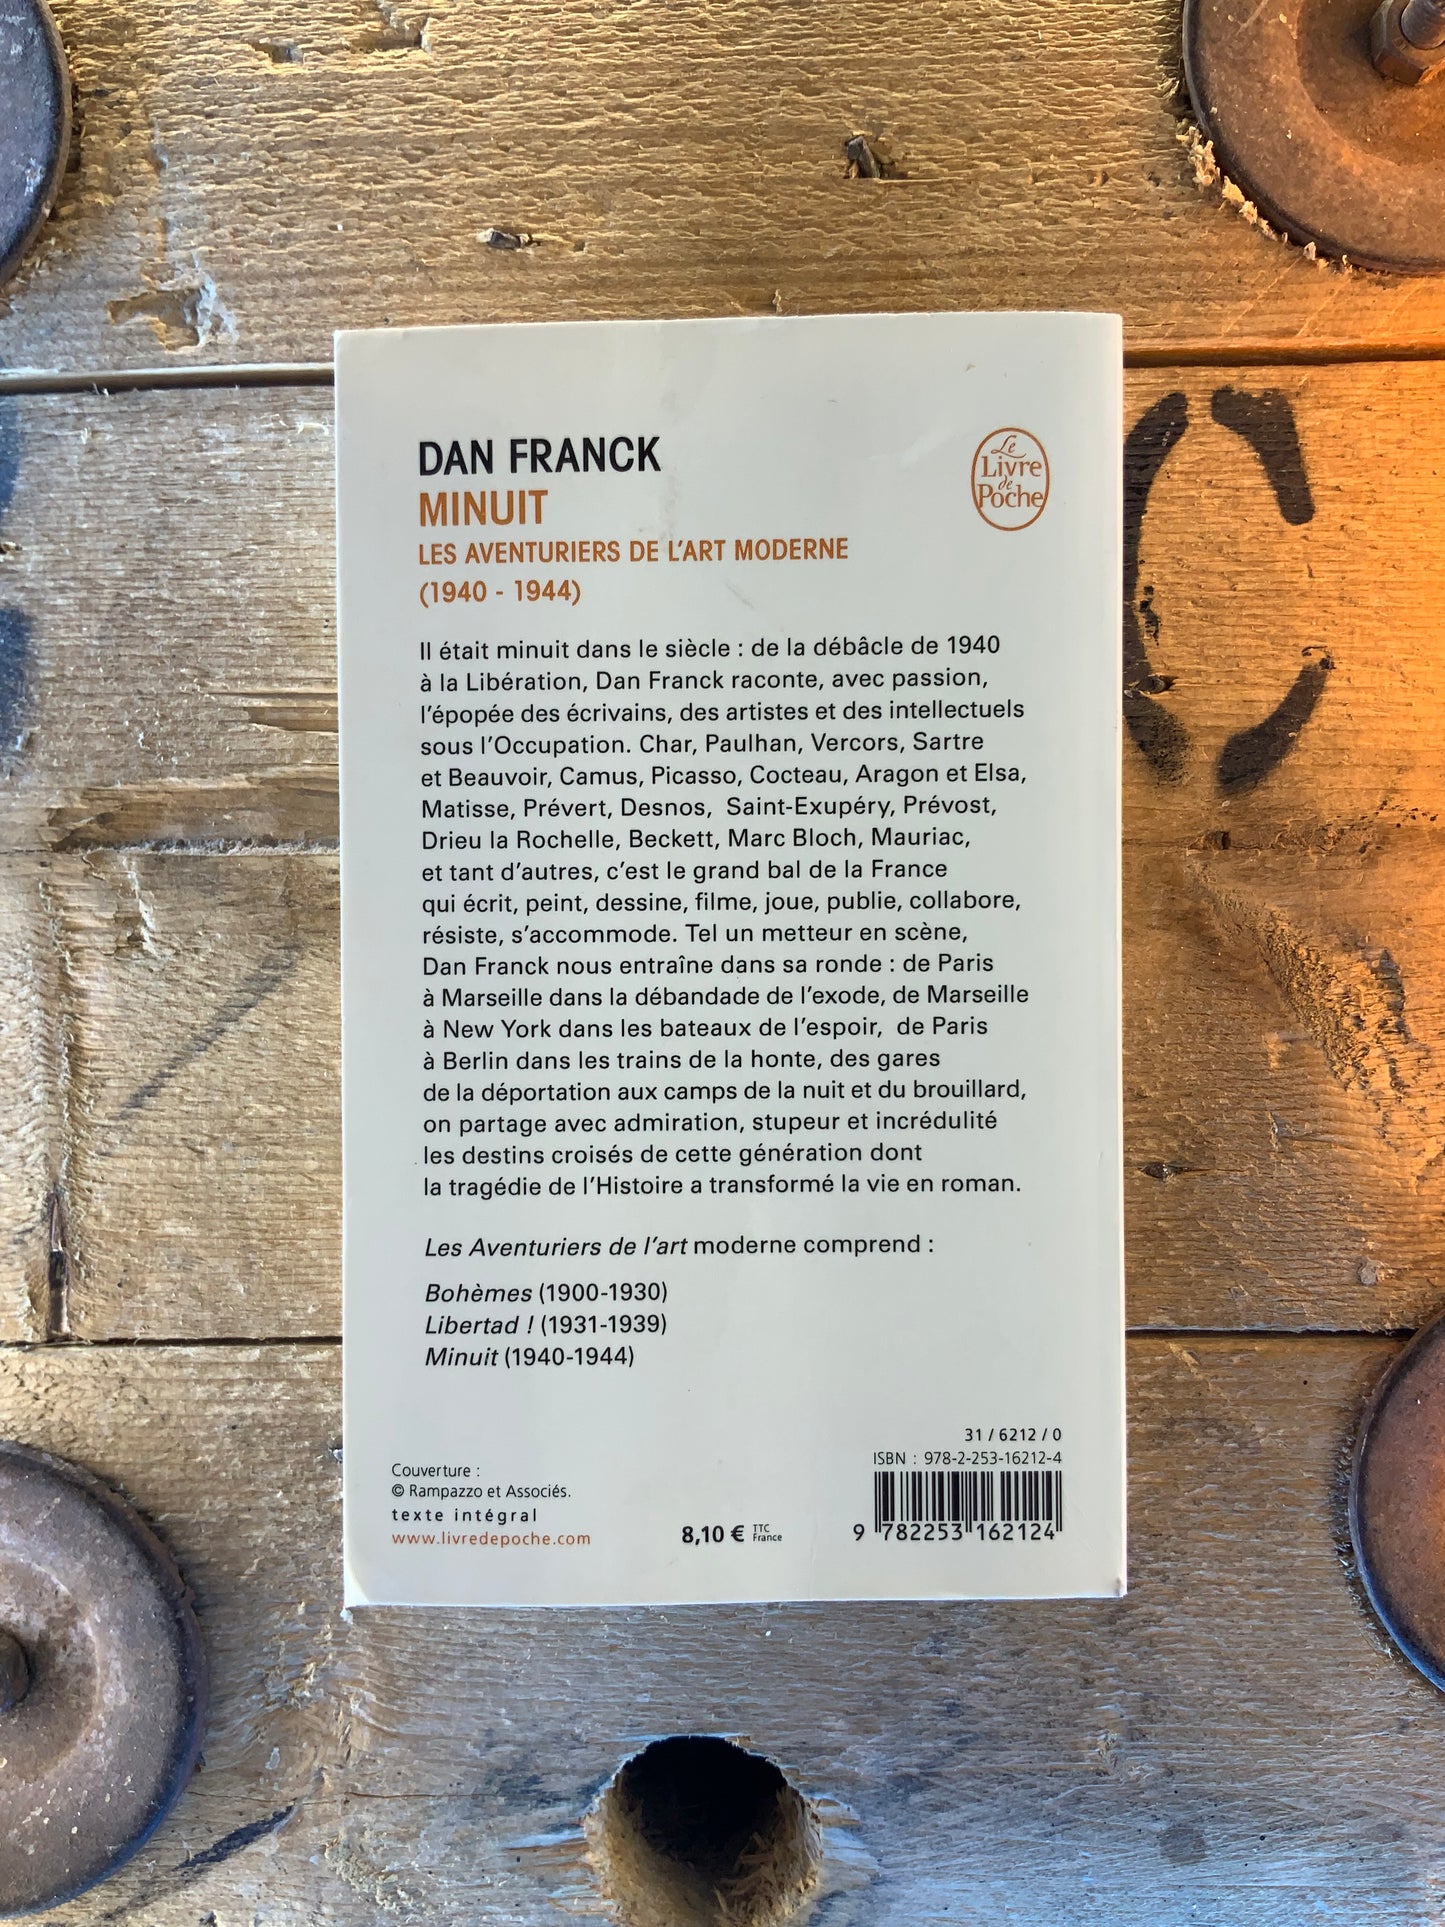 DAN FRANCK
MINUIT
LES AVENTURIERS DE L'ART MODERNE
(1940 - 1944)
Le
Livre
de
Poche
Il était minuit dans le siècle : de la débâcle de 1940
à la Libération, Dan Franck raconte, avec passion,
l'épopée des écrivains, des artistes et des intellectuels
sous l'Occupation. Char, Paulhan, Vercors, Sartre
et Beauvoir, Camus, Picasso, Cocteau, Aragon et Elsa,
Matisse, Prévert, Desnos, Saint-Exupéry, Prévost,
Drieu la Rochelle, Beckett, Marc Bloch, Mauriac,
et tant d'autres, c'est le grand bal de la France
qui écrit, peint, dessine, filme, joue, publie, collabore,
résiste, s'accommode. Tel un metteur en scène,
Dan Franck nous entraîne dans sa ronde : de Paris
à Marseille dans la débandade de l'exode, de Marseille
à New York dans les bateaux de l'espoir, de Paris
à Berlin dans les trains de la honte, des gares
de la déportation aux camps de la nuit et du brouillard,
on partage avec admiration, stupeur et incrédulité
les destins croisés de cette génération dont
la tragédie de l'Histoire a transformé la vie en roman.
Les Aventuriers de l'art moderne comprend :
Bohèmes (1900-1930)
Libertad ! (1931-1939)
Minuit (1940-1944)
31 / 6212 / 0
ISBN : 978-2-253-16212-4
Couverture :
© Rampazzo et Associés.
texte intégral
www.livredepoche.com
8,10 € TTC
France
9 782253 162124
C